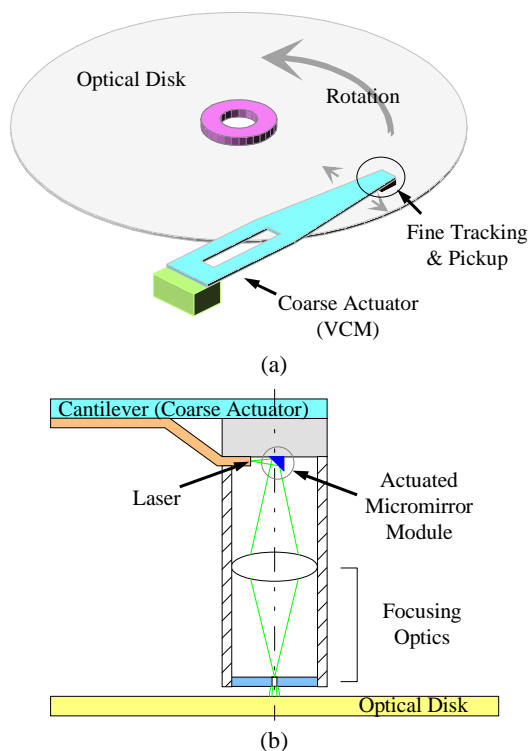 Optical Disk
Rotation
Fine Tracking
& Pickup
Coarse Actuator
(VCM)
(a)
Cantilever (Coarse Actuator)
Laser
Actuated
Micromirror
Module
Focusing
Optics
Optical Disk
(b)